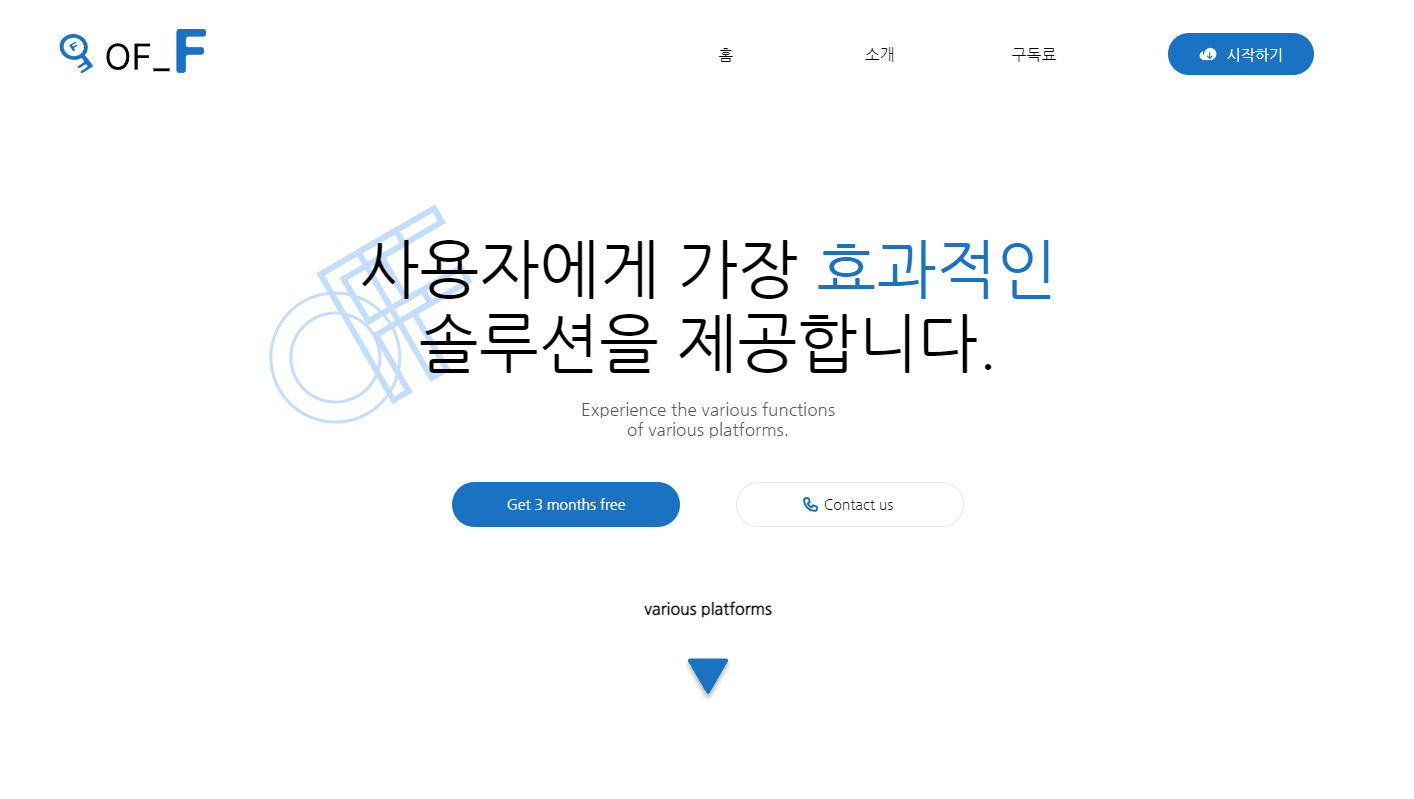 OF_F
홈
소개
구독료
시작하기
OFF
사용자에게 가장 효과적인
솔루션을 제공합니다.
Experience the various functions
of various platforms.
Get 3 months free
Contact us
various platforms